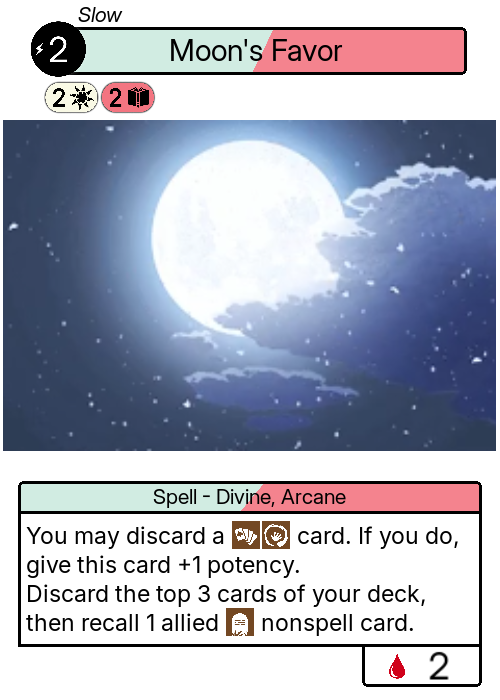 Slow
2
Moon's Favor
2 2
Spell - Divine, Arcane
You may discard a card. If you do,
give this card +1 potency.
Discard the top 3 cards of your deck,
then recall 1 allied nonspell card.
2